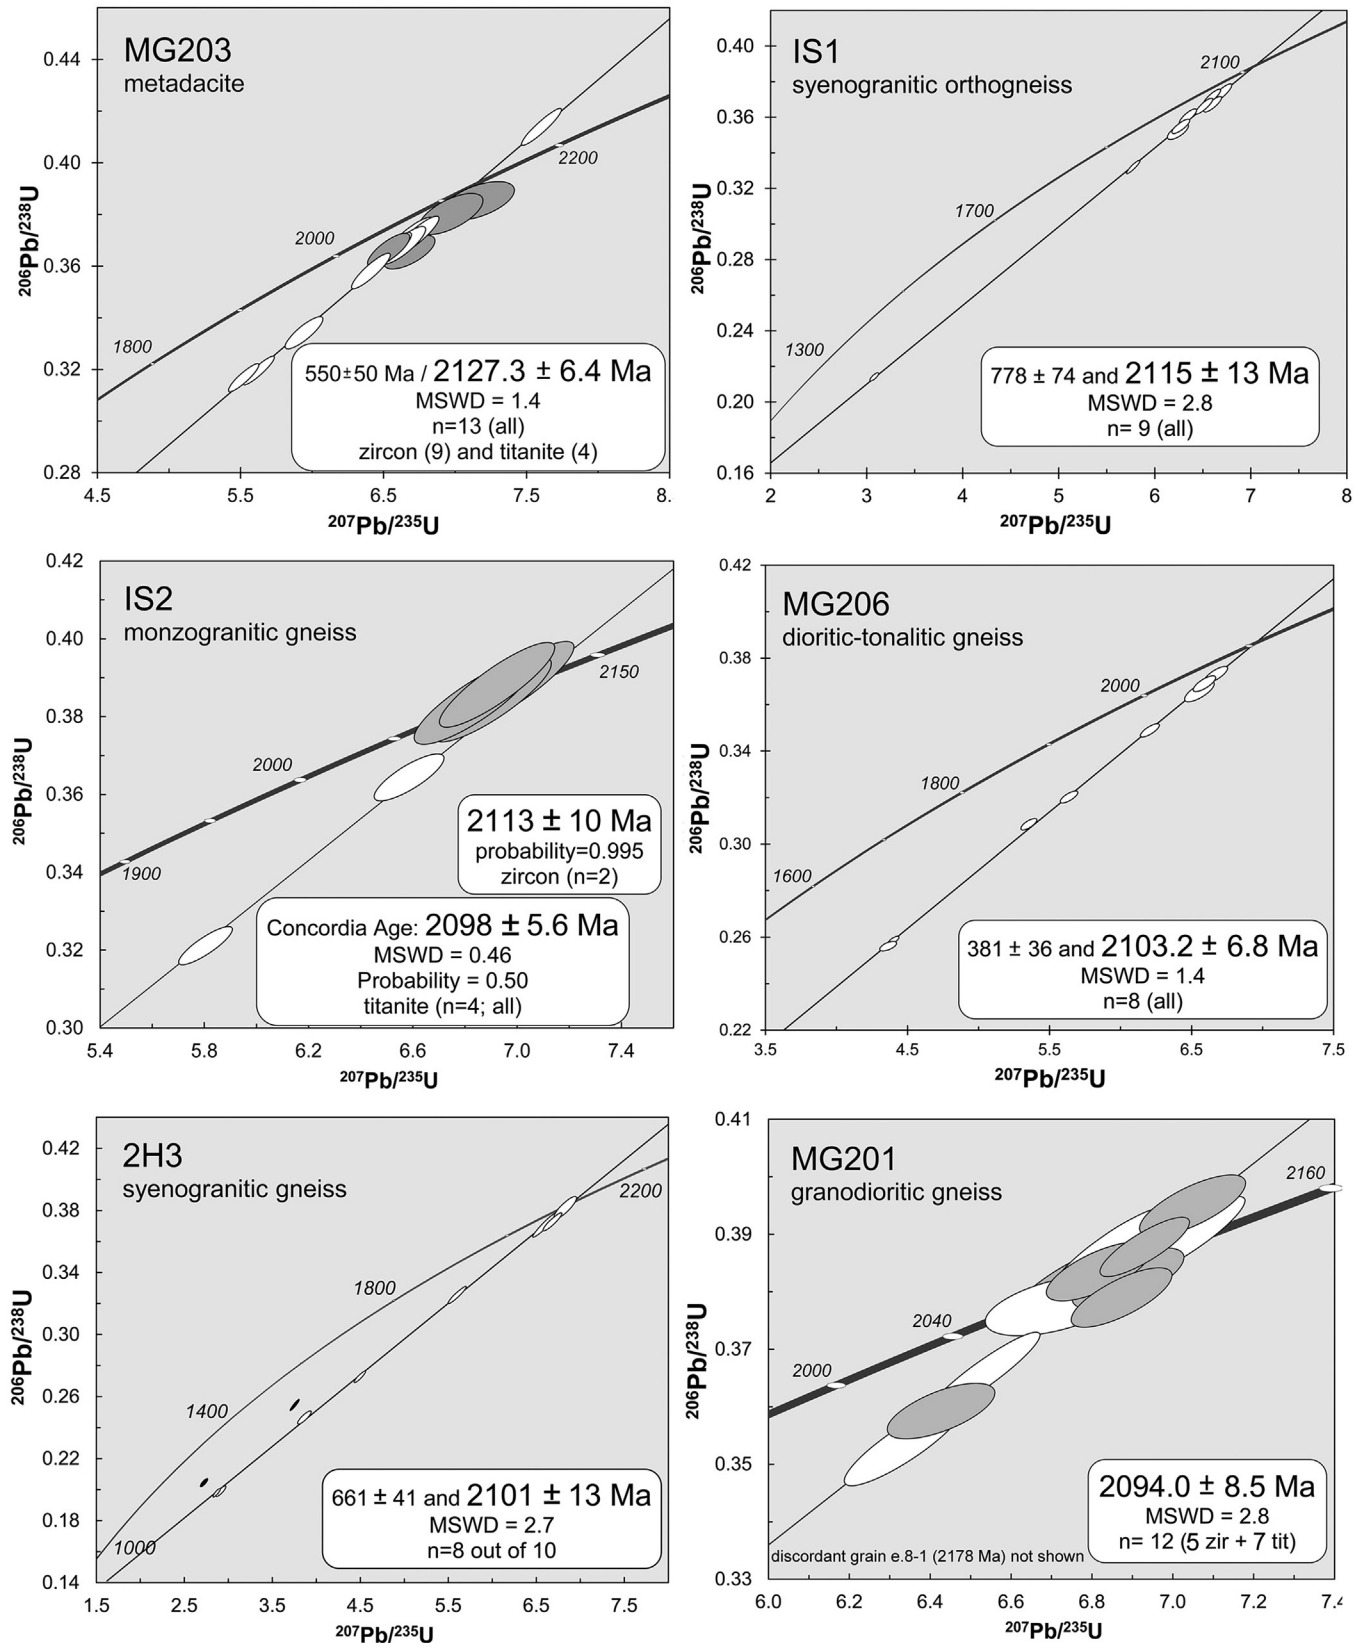 MG203
metadacite
0.44
0.40
0.36
0.32
0.28
206Pb/238U
1800
2000
2200
550±50 Ma / 2127.3 ± 6.4 Ma
MSWD = 1.4
n=13 (all)
zircon (9) and titanite (4)
4.5 5.5 6.5 7.5 8.
207Pb/235U
IS1
syenogranitic orthogneiss
0.40
0.36
0.32
0.28
0.24
0.20
0.16
206Pb/238U
2100
1700
1300
778 ± 74 and 2115 ± 13 Ma
MSWD = 2.8
n= 9 (all)
2 3 4 5 6 7 8
207Pb/235U
IS2
monzogranitic gneiss
0.42
0.40
0.38
0.36
0.34
0.32
0.30
206Pb/238U
2150
2000
1900
2113 ± 10 Ma
probability=0.995
zircon (n=2)
Concordia Age: 2098 ± 5.6 Ma
MSWD = 0.46
Probability = 0.50
titanite (n=4; all)
5.4 5.8 6.2 6.6 7.0 7.4
207Pb/235U
MG206
dioritic-tonalitic gneiss
0.42
0.38
0.34
0.30
0.26
0.22
206Pb/238U
2000
1800
1600
381 ± 36 and 2103.2 ± 6.8 Ma
MSWD = 1.4
n=8 (all)
3.5 4.5 5.5 6.5 7.5
207Pb/235U
2H3
syenogranitic gneiss
0.42
0.38
0.34
0.30
0.26
0.22
0.18
0.14
206Pb/238U
2200
1800
1400
1000
661 ± 41 and 2101 ± 13 Ma
MSWD = 2.7
n=8 out of 10
1.5 2.5 3.5 4.5 5.5 6.5 7.5
207Pb/235U
MG201
granodioritic gneiss
0.41
0.39
0.37
0.35
0.33
206Pb/238U
2160
2040
2000
2094.0 ± 8.5 Ma
MSWD = 2.8
n= 12 (5 zir + 7 tit)
discordant grain e.8-1 (2178 Ma) not shown
6.0 6.2 6.4 6.6 6.8 7.0 7.2 7.4
207Pb/235U